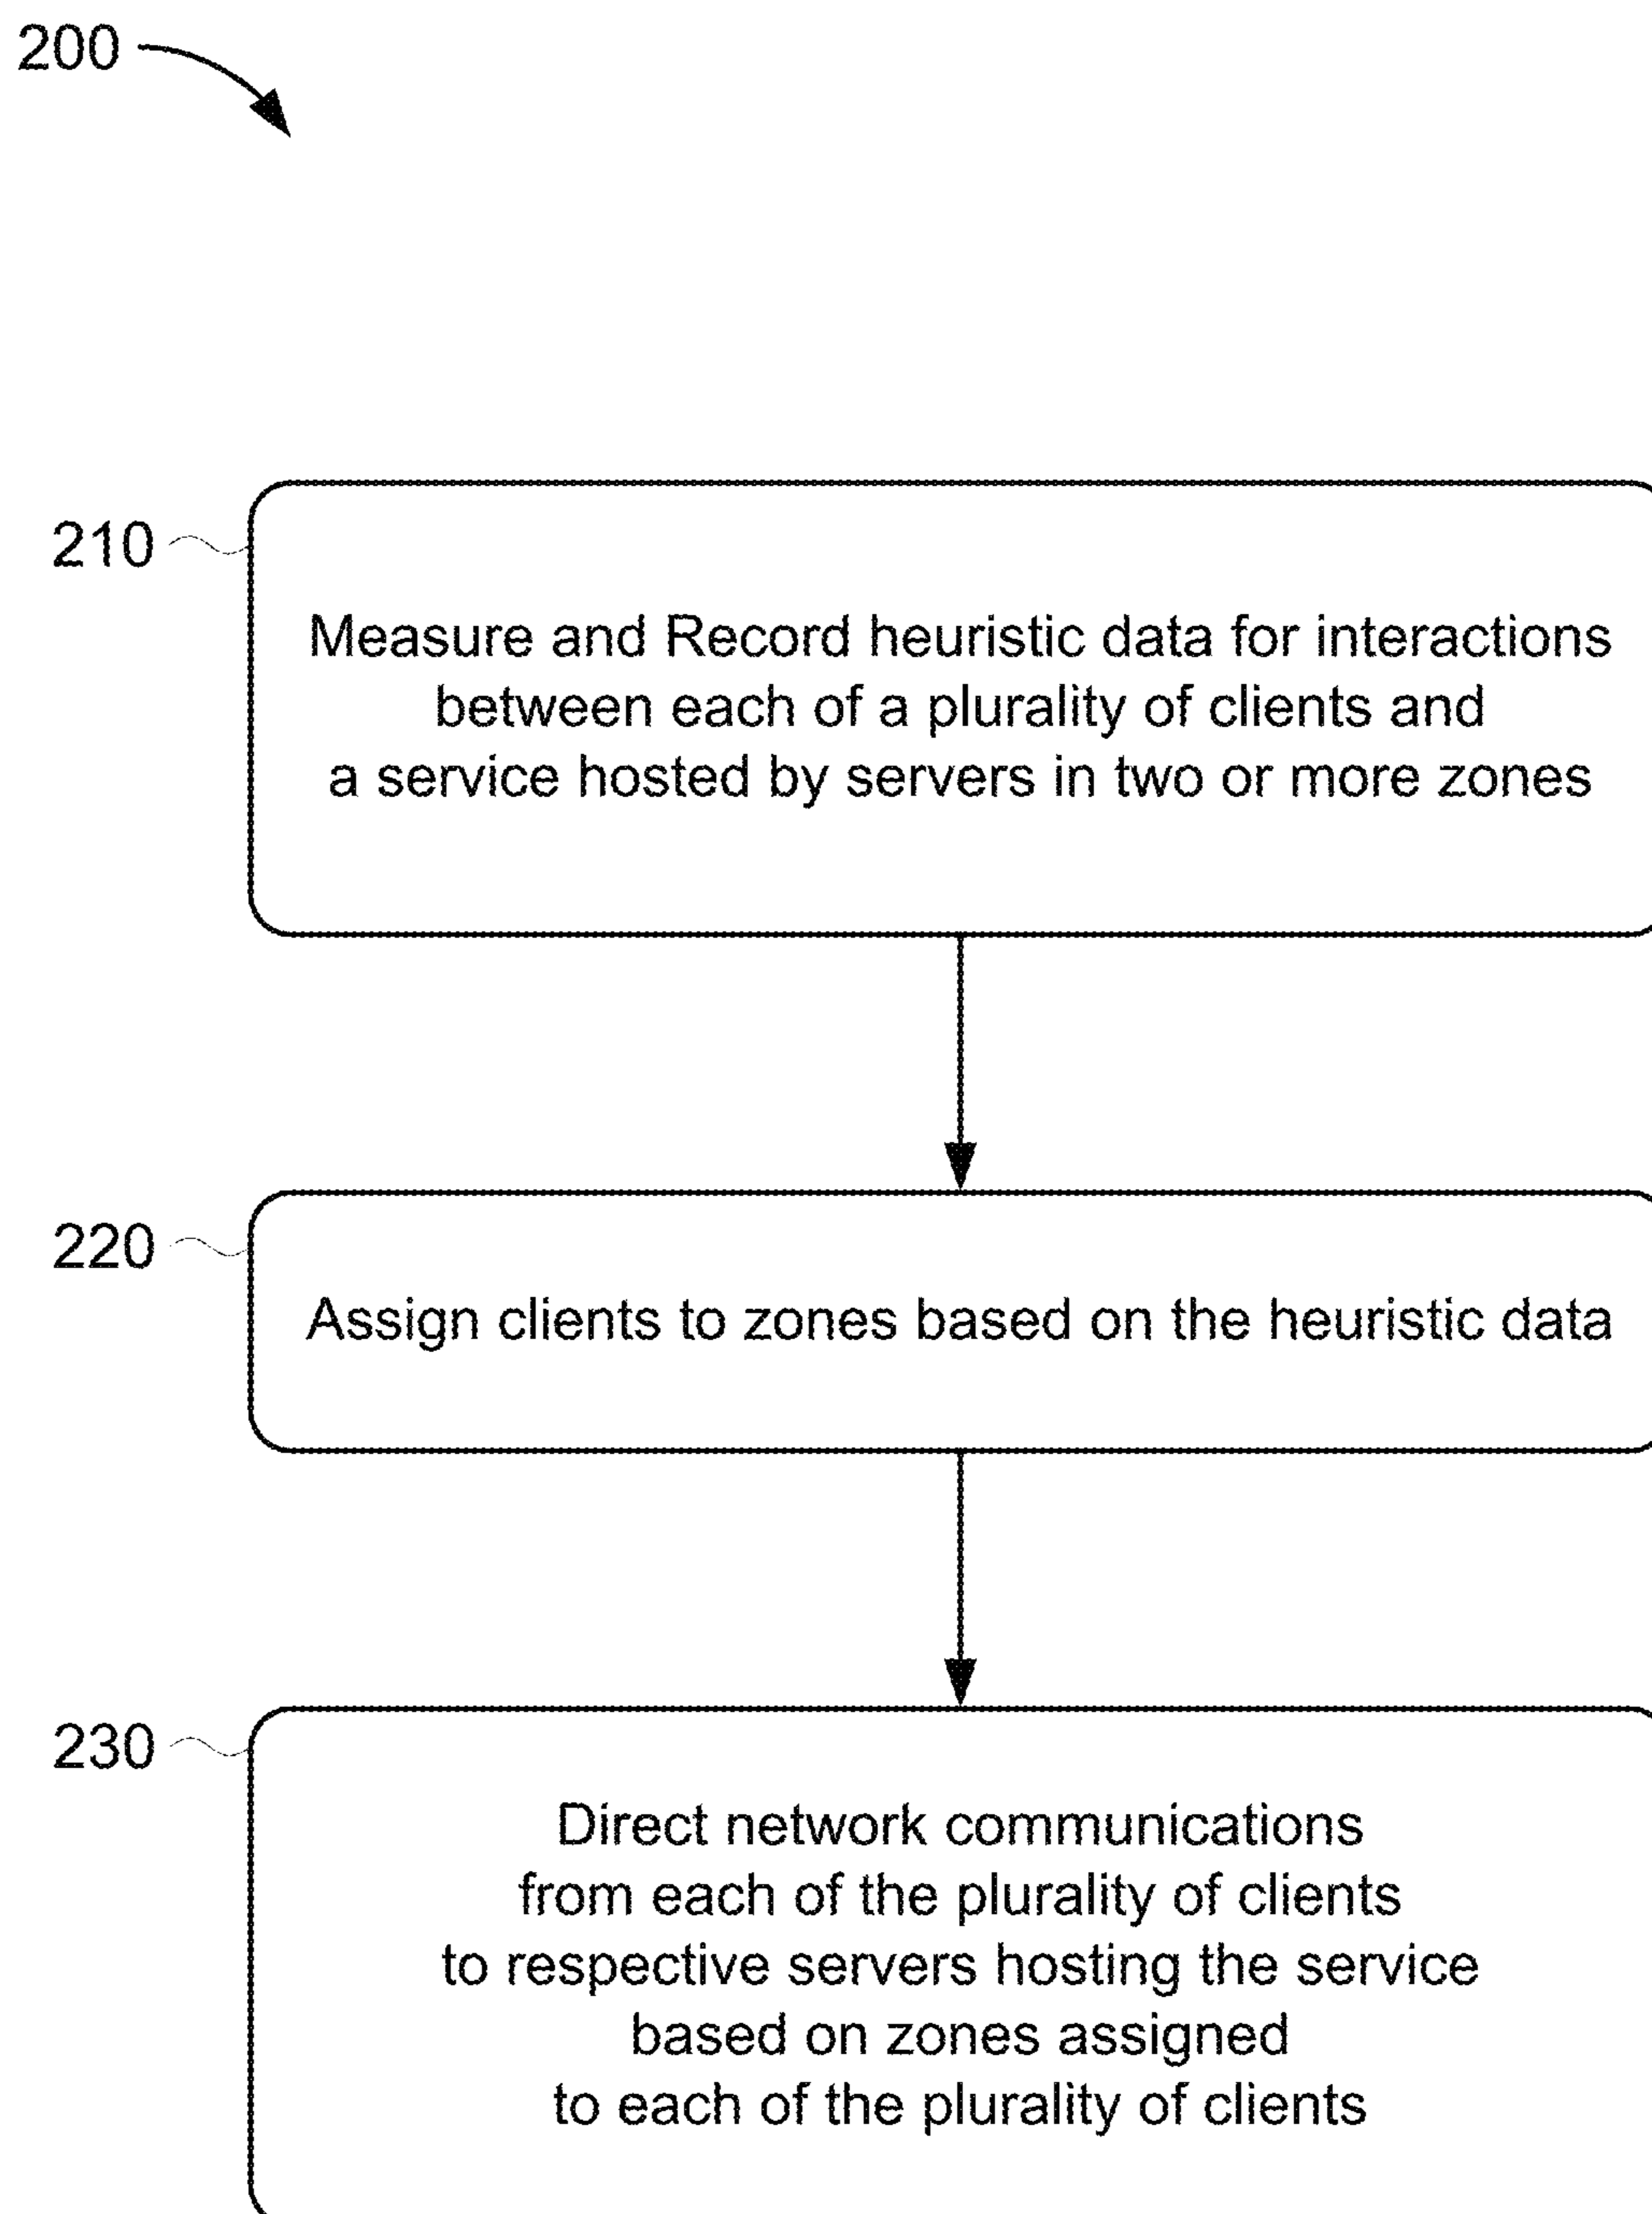 200
210
Measure and Record heuristic data for interactions
between each of a plurality of clients and
a service hosted by servers in two or more zones
220
Assign clients to zones based on the heuristic data
230
Direct network communications
from each of the plurality of clients
to respective servers hosting the service
based on zones assigned
to each of the plurality of clients